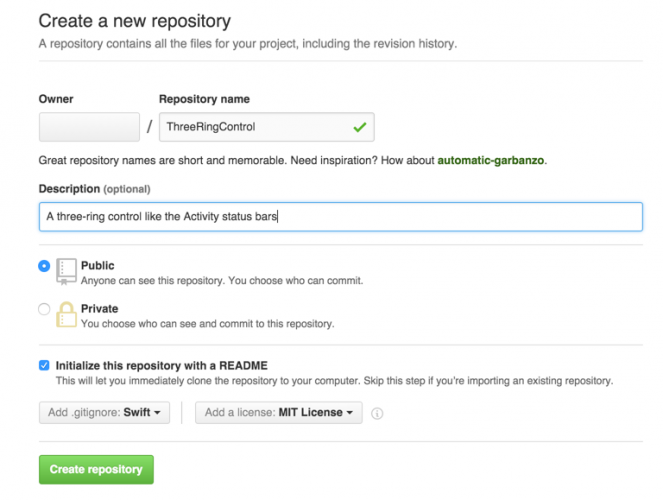 Create a new repository
A repository contains all the files for your project, including the revision history.
Owner Repository name
/ ThreeRingControl
Great repository names are short and memorable. Need inspiration? How about automatic-garbanzo.
Description (optional)
A three-ring control like the Activity status bars
Public
Anyone can see this repository. You choose who can commit.
Private
You choose who can see and commit to this repository.
Initialize this repository with a README
This will let you immediately clone the repository to your computer. Skip this step if you're importing an existing repository.
Add .gitignore: Swift Add a license: MIT License
Create repository